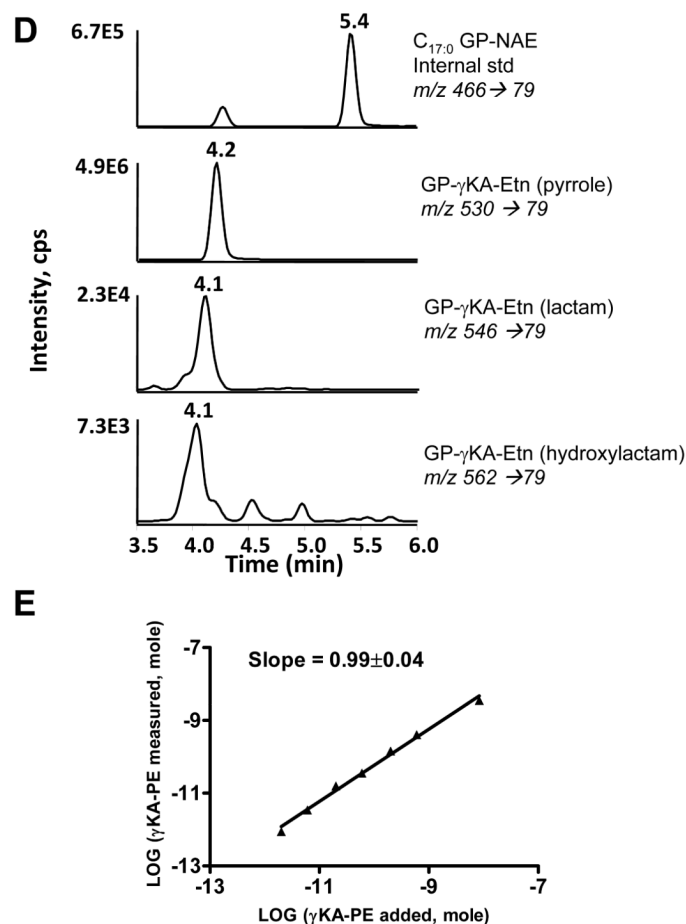 D
6.7E5
5.4
C17:0 GP-NAE
Internal std
m/z 466→ 79
4.9E6
4.2
GP-γKA-Etn (pyrrole)
m/z 530 → 79
2.3E4
4.1
GP-γKA-Etn (lactam)
m/z 546 →79
7.3E3
4.1
GP-γKA-Etn (hydroxylactam)
m/z 562 →79
Intensity, cps
3.5 4.0 4.5 5.0 5.5 6.0
Time (min)
E
Slope = 0.99±0.04
LOG (γKA-PE measured, mole)
-7
-9
-11
-13
-13 -11 -9 -7
LOG (γKA-PE added, mole)